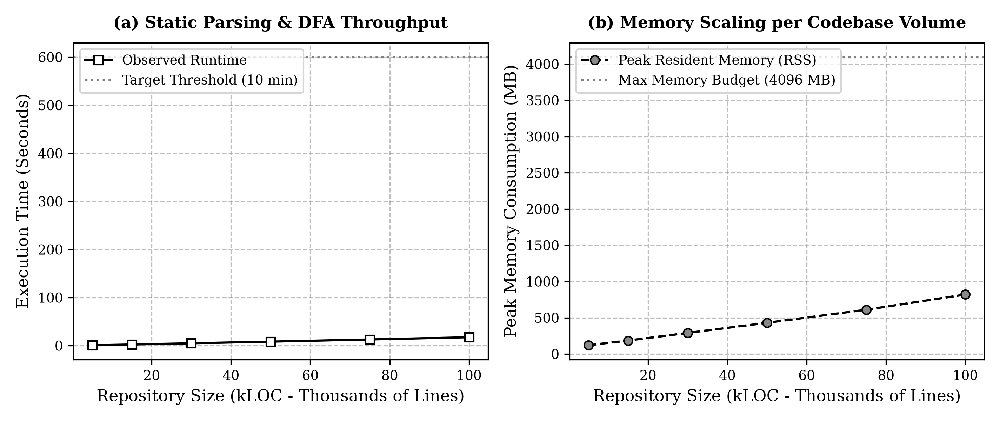 (a) Static Parsing & DFA Throughput
Observed Runtime
Target Threshold (10 min)
Execution Time (Seconds)
600
500
400
300
200
100
0
20 40 60 80 100
Repository Size (kLOC - Thousands of Lines)
(b) Memory Scaling per Codebase Volume
Peak Resident Memory (RSS)
Max Memory Budget (4096 MB)
Peak Memory Consumption (MB)
4000
3500
3000
2500
2000
1500
1000
500
0
20 40 60 80 100
Repository Size (kLOC - Thousands of Lines)